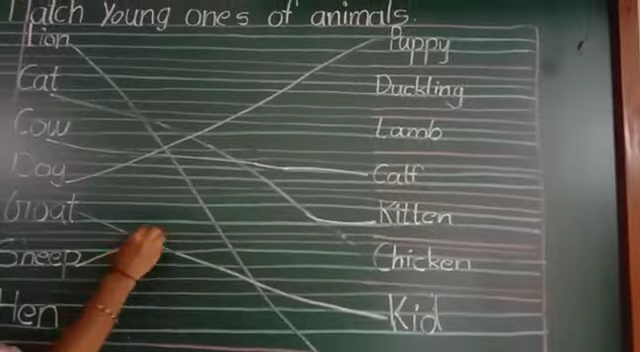 Match Young ones of animals.
Lion Puppy
Cat Duckling
Cow Lamb
Dog Calf
Goat Kitten
Sheep Chicken
Hen Kid